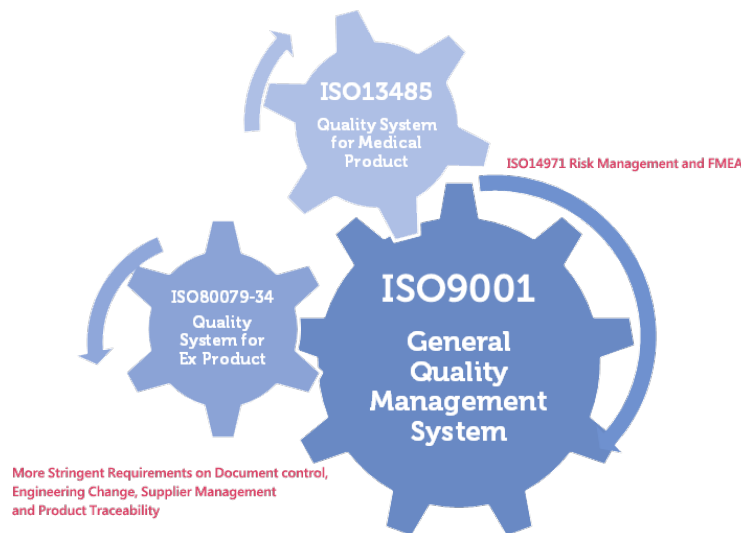 ISO13485
Quality System
for Medical
Product
ISO14971 Risk Management and FMEA
ISO9001
General
Quality
Management
System
ISO80079-34
Quality
System for
Ex Product
More Stringent Requirements on Document control,
Engineering Change, Supplier Management
and Product Traceability